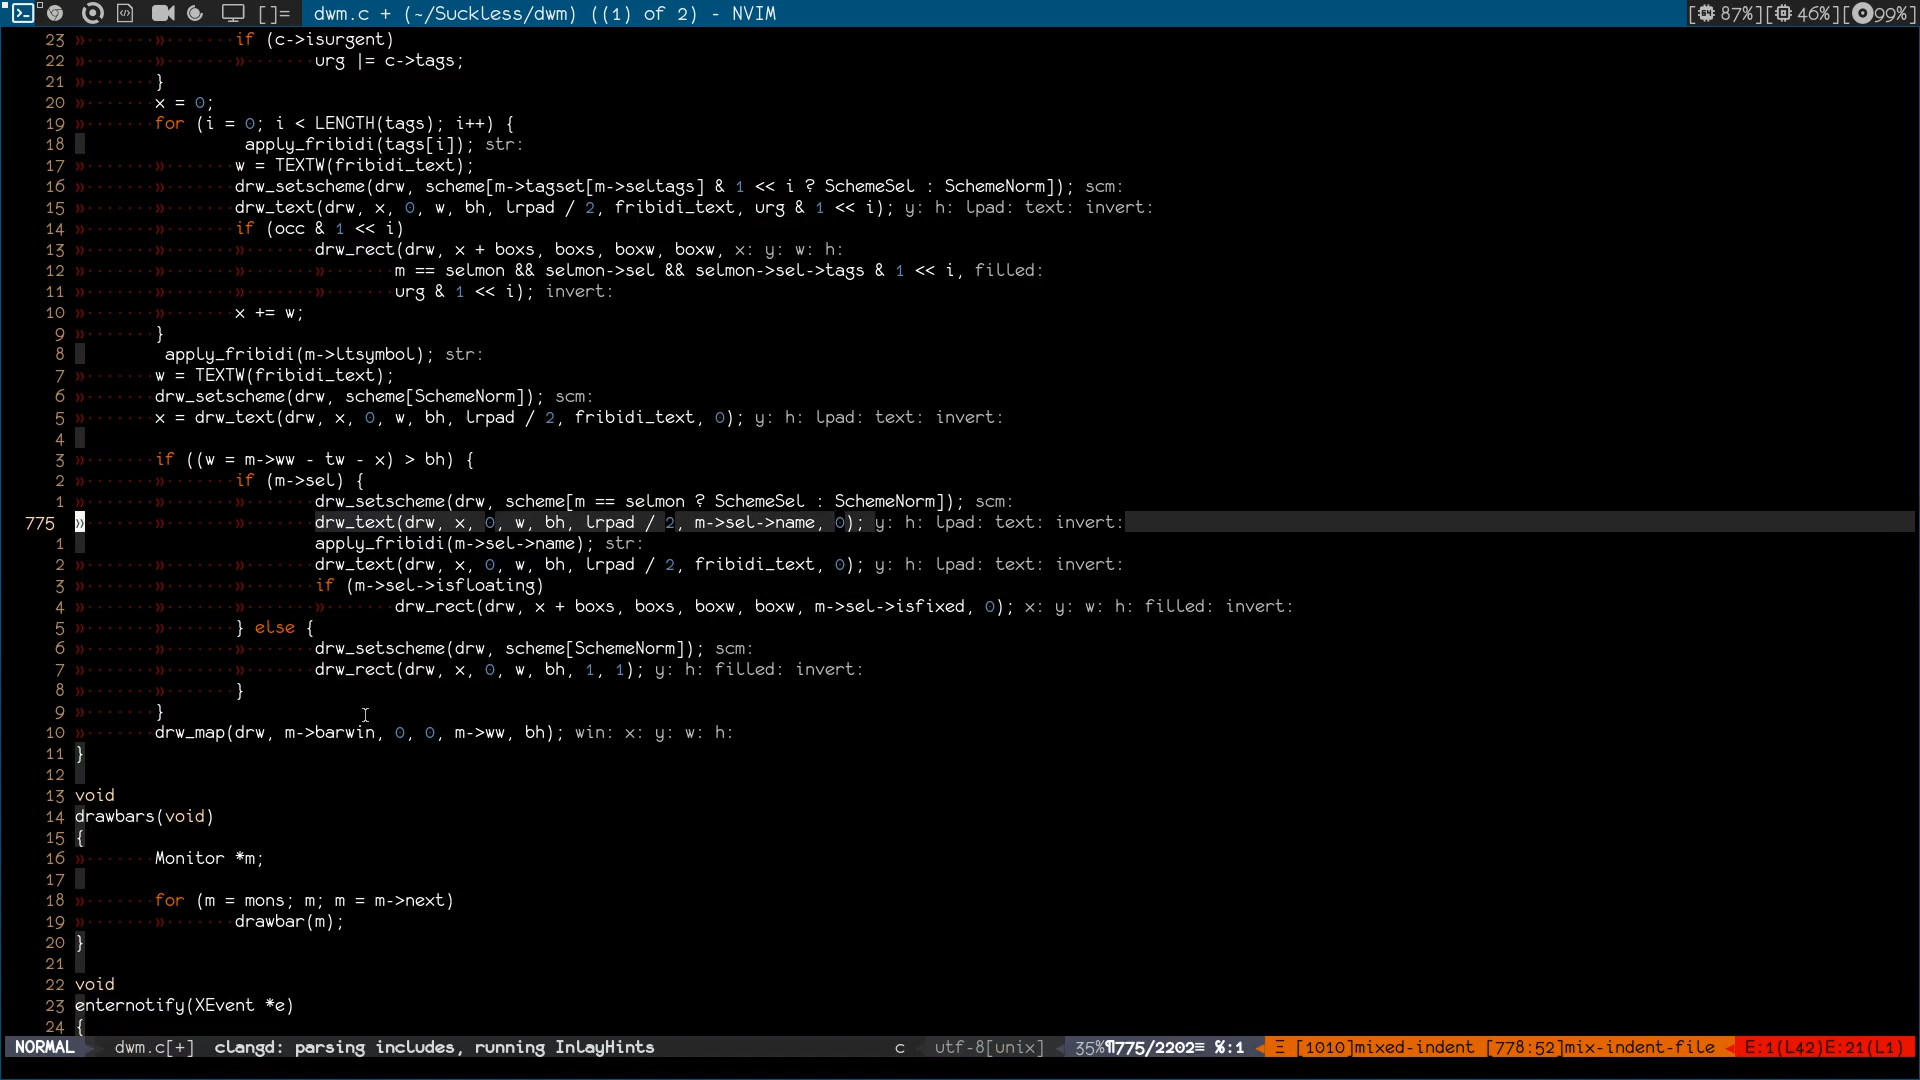 []= dwm.c + (~/Suckless/dwm) ((1) of 2) - NVIM [87%][46%][99%]
23 » » if (c->isurgent)
22 » » » urg |= c->tags;
21 » }
20 x = 0;
19 » for (i = 0; i < LENGTH(tags); i++) {
18 apply_fribidi(tags[i]); str:
17 » » w = TEXTW(fribidi_text);
16 » » drw_setscheme(drw, scheme[m->tagset[m->seltags] & 1 << i ? SchemeSel : SchemeNorm]); scm:
15 » » drw_text(drw, x, 0, w, bh, lrpad / 2, fribidi_text, urg & 1 << i); y: h: lpad: text: invert:
14 » » if (occ & 1 << i)
13 » » » drw_rect(drw, x + boxs, boxs, boxw, boxw, x: y: w: h:
12 » » » » m == selmon && selmon->sel && selmon->sel->tags & 1 << i, filled:
11 » » » » urg & 1 << i); invert:
10 » » x += w;
9 » }
8 apply_fribidi(m->ltsymbol); str:
7 » w = TEXTW(fribidi_text);
6 » drw_setscheme(drw, scheme[SchemeNorm]); scm:
5 » x = drw_text(drw, x, 0, w, bh, lrpad / 2, fribidi_text, 0); y: h: lpad: text: invert:
4
3 » if ((w = m->ww - tw - x) > bh) {
2 » » if (m->sel) {
1 » » » drw_setscheme(drw, scheme[m == selmon ? SchemeSel : SchemeNorm]); scm:
775 » » » drw_text(drw, x, 0, w, bh, lrpad / 2, m->sel->name, 0); y: h: lpad: text: invert:
1 apply_fribidi(m->sel->name); str:
2 » » » drw_text(drw, x, 0, w, bh, lrpad / 2, fribidi_text, 0); y: h: lpad: text: invert:
3 » » » if (m->sel->isfloating)
4 » » » » drw_rect(drw, x + boxs, boxs, boxw, boxw, m->sel->isfixed, 0); x: y: w: h: filled: invert:
5 » » } else {
6 » » » drw_setscheme(drw, scheme[SchemeNorm]); scm:
7 » » » drw_rect(drw, x, 0, w, bh, 1, 1); y: h: filled: invert:
8 » » }
9 » }
10 » drw_map(drw, m->barwin, 0, 0, m->ww, bh); win: x: y: w: h:
11 }
12
13 void
14 drawbars(void)
15 {
16 » Monitor *m;
17
18 » for (m = mons; m; m = m->next)
19 » » drawbar(m);
20 }
21
22 void
23 enternotify(XEvent *e)
24 {
NORMAL dwm.c[+] clangd: parsing includes, running InlayHints c utf-8[unix] 35%¶775/2202≡ %:1 Ξ [1010]mixed-indent [778:52]mix-indent-file E:1(L42)E:21(L1)